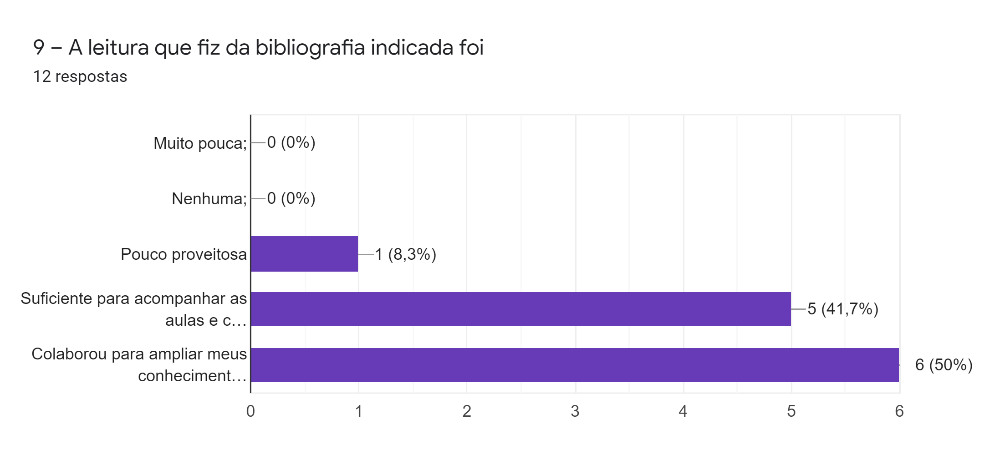 9 – A leitura que fiz da bibliografia indicada foi
12 respostas
Muito pouca;
0 (0%)
Nenhuma;
0 (0%)
Pouco proveitosa
1 (8,3%)
Suficiente para acompanhar as
aulas e c…
5 (41,7%)
Colaborou para ampliar meus
conheciment…
6 (50%)
0 1 2 3 4 5 6